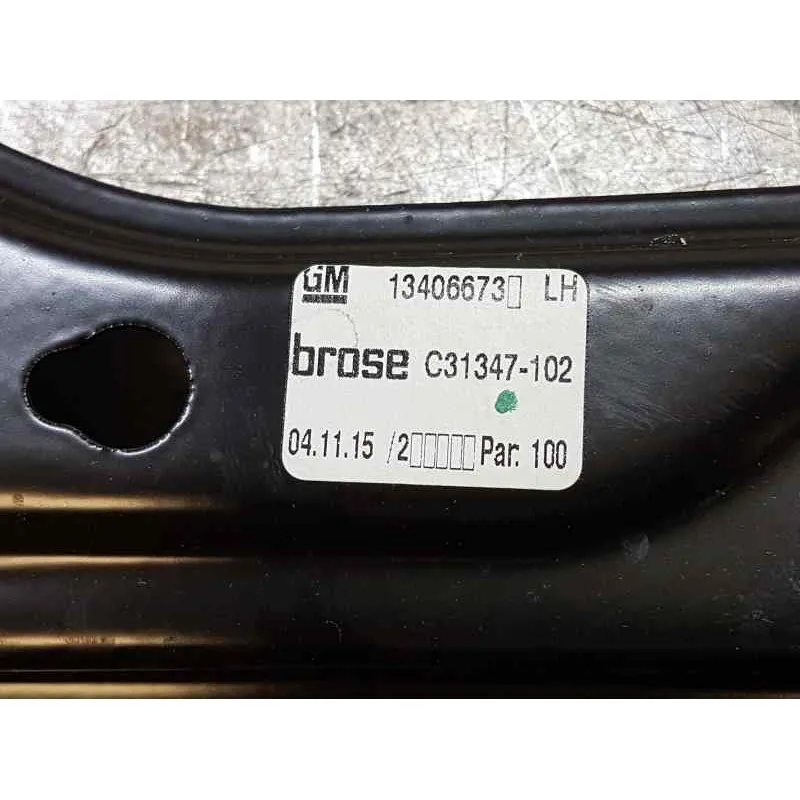 GM 13406673▯ LH
brose C31347-102
04.11.15 /2▯▯▯▯▯ Par. 100